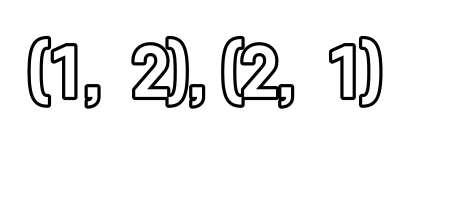 (1, 2), (2, 1)